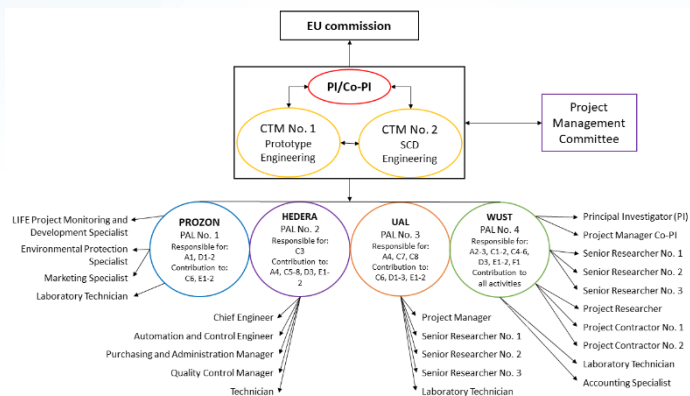 EU commission
PI/Co-PI
CTM No. 1
Prototype
Engineering
CTM No. 2
SCD
Engineering
Project
Management
Committee
PROZON
PAL No. 1
Responsible for:
A1, D1-2
Contribution to:
C6, E1-2
HEDERA
PAL No. 2
Responsible for:
C3
Contribution to:
A4, C5-8, D3, E1-
2
UAL
PAL No. 3
Responsible for:
A4, C7, C8
Contribution to:
C6, D1-3, E1-2
WUST
PAL No. 4
Responsible for:
A2-3, C1-2, C4-6,
D3, E1-2, F1
Contribution to
all activities
LIFE Project Monitoring and
Development Specialist
Environmental Protection
Specialist
Marketing Specialist
Laboratory Technician
Chief Engineer
Automation and Control Engineer
Purchasing and Administration Manager
Quality Control Manager
Technician
Project Manager
Senior Researcher No. 1
Senior Researcher No. 2
Senior Researcher No. 3
Laboratory Technician
Principal Investigator (PI)
Project Manager Co-PI
Senior Researcher No. 1
Senior Researcher No. 2
Senior Researcher No. 3
Project Researcher
Project Contractor No. 1
Project Contractor No. 2
Laboratory Technician
Accounting Specialist